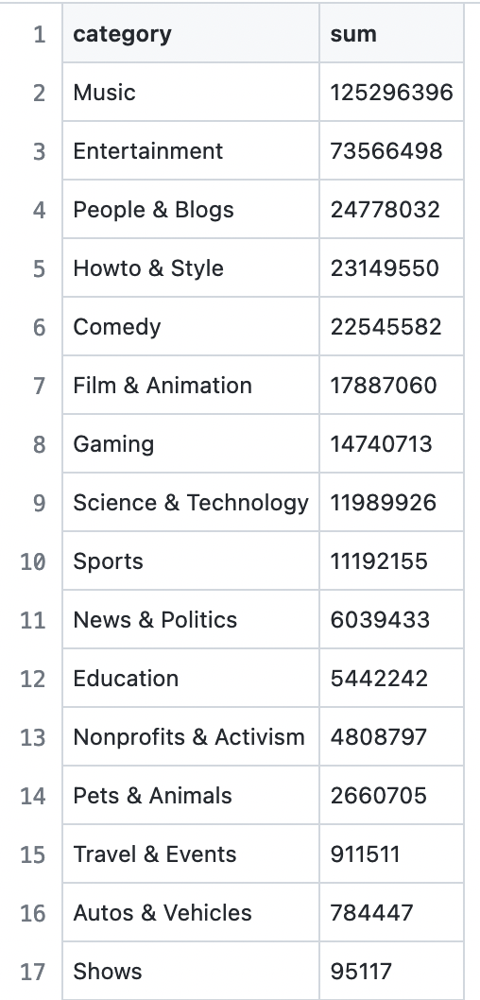 1 category sum
2 Music 125296396
3 Entertainment 73566498
4 People & Blogs 24778032
5 Howto & Style 23149550
6 Comedy 22545582
7 Film & Animation 17887060
8 Gaming 14740713
9 Science & Technology 11989926
10 Sports 11192155
11 News & Politics 6039433
12 Education 5442242
13 Nonprofits & Activism 4808797
14 Pets & Animals 2660705
15 Travel & Events 911511
16 Autos & Vehicles 784447
17 Shows 95117